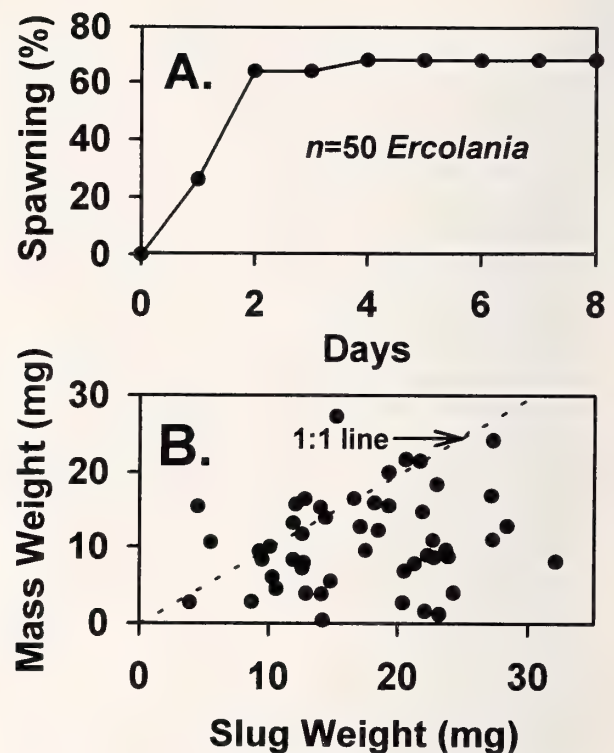 Spawning (%)
80
60
40
20
0
A.
n=50 Ercolania
0 2 4 6 8
Days
Mass Weight (mg)
30
20
10
0
B.
1:1 line
0 10 20 30
Slug Weight (mg)